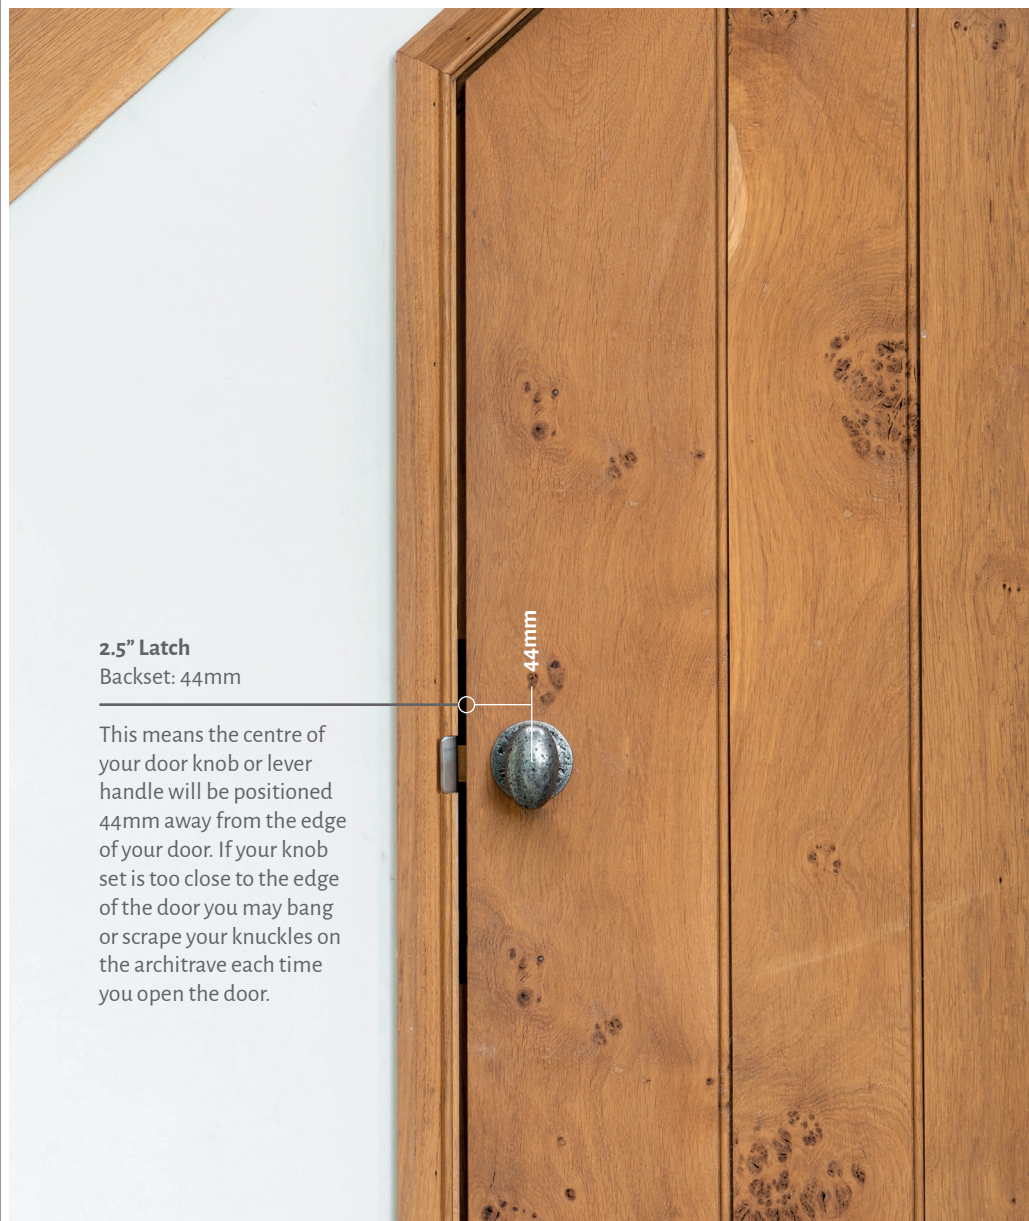 44mm
2.5” Latch
Backset: 44mm
This means the centre of
your door knob or lever
handle will be positioned
44mm away from the edge
of your door. If your knob
set is too close to the edge
of the door you may bang
or scrape your knuckles on
the architrave each time
you open the door.